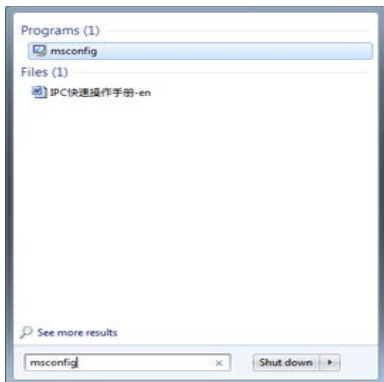 Programs (1)
msconfig
Files (1)
IPC快速操作手册-en
See more results
msconfig
Shut down